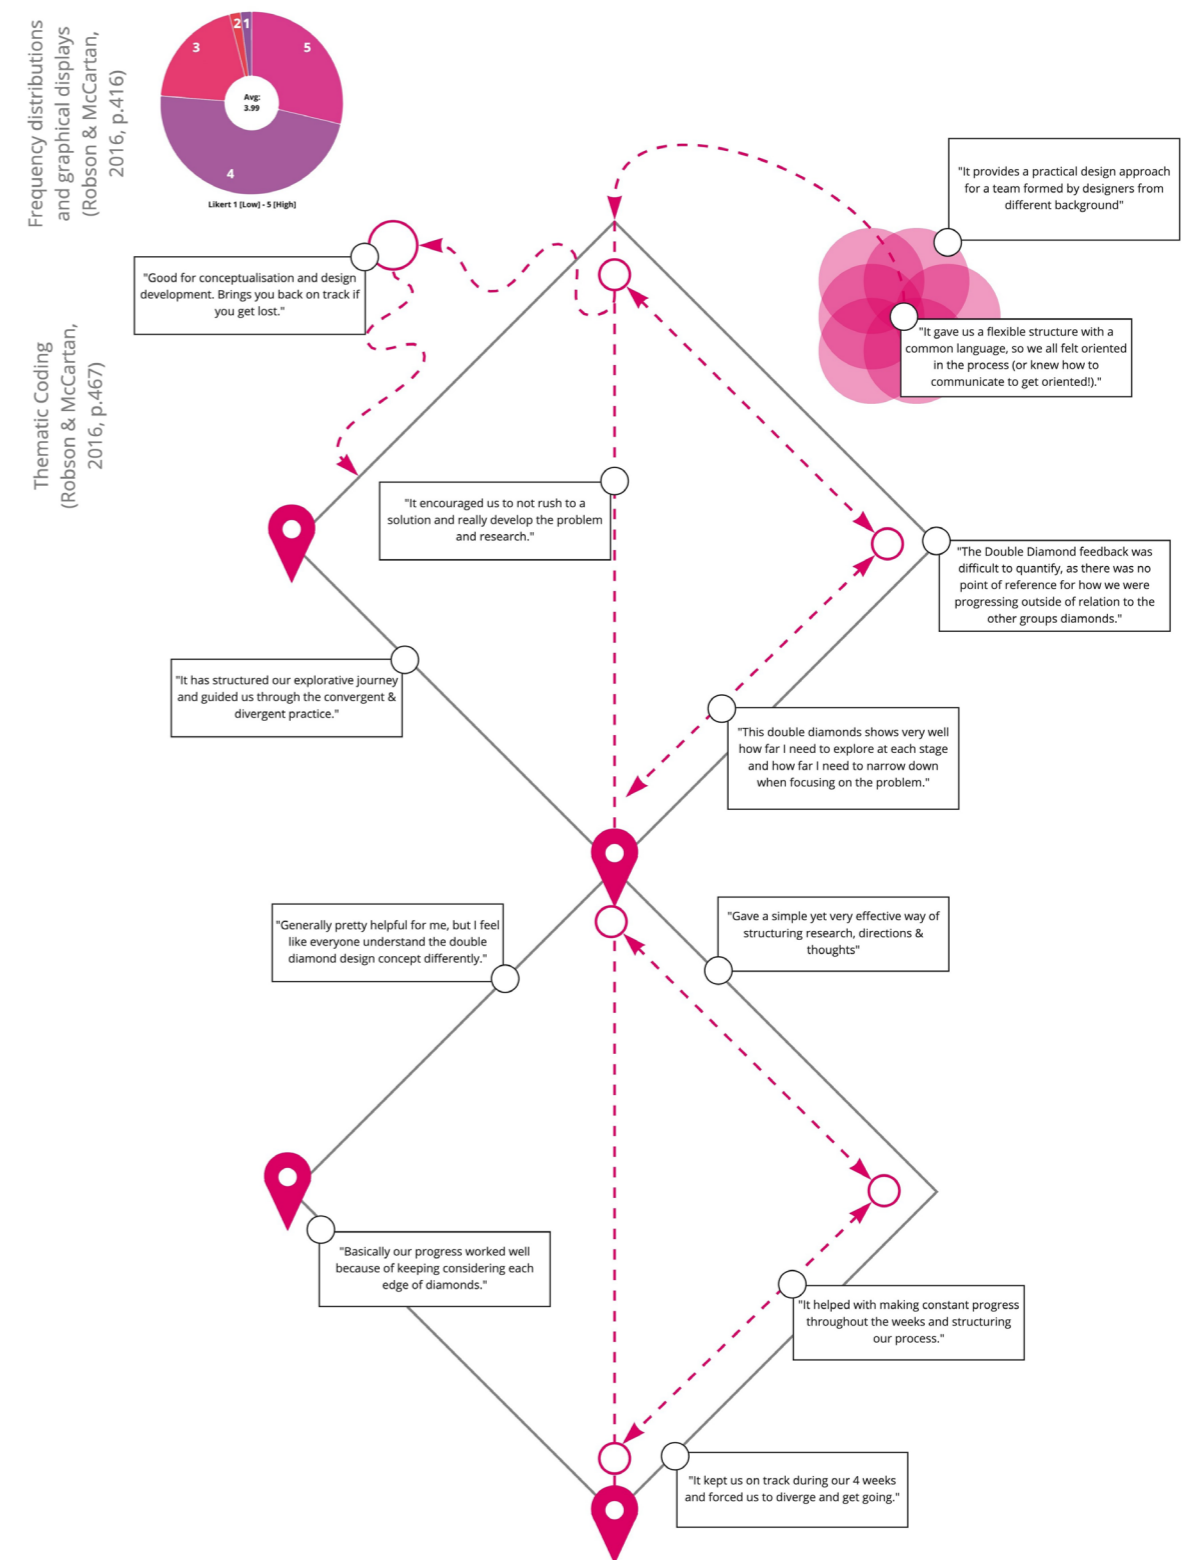 Frequency distributions
and graphical displays
(Robson & McCartan,
2016, p.416)
2
1
3
5
Avg:
3.99
4
Likert 1 [Low] - 5 [High]
"It provides a practical design approach
for a team formed by designers from
different background"
"Good for conceptualisation and design
development. Brings you back on track if
you get lost."
"It gave us a flexible structure with a
common language, so we all felt oriented
in the process (or knew how to
communicate to get oriented!)."
Thematic Coding
(Robson & McCartan,
2016, p.467)
"It encouraged us to not rush to a
solution and really develop the problem
and research."
"The Double Diamond feedback was
difficult to quantify, as there was no
point of reference for how we were
progressing outside of relation to the
other groups diamonds."
"It has structured our explorative journey
and guided us through the convergent &
divergent practice."
"This double diamonds shows very well
how far I need to explore at each stage
and how far I need to narrow down
when focusing on the problem."
"Generally pretty helpful for me, but I feel
like everyone understand the double
diamond design concept differently."
"Gave a simple yet very effective way of
structuring research, directions &
thoughts"
"Basically our progress worked well
because of keeping considering each
edge of diamonds."
"It helped with making constant progress
throughout the weeks and structuring
our process."
"It kept us on track during our 4 weeks
and forced us to diverge and get going."